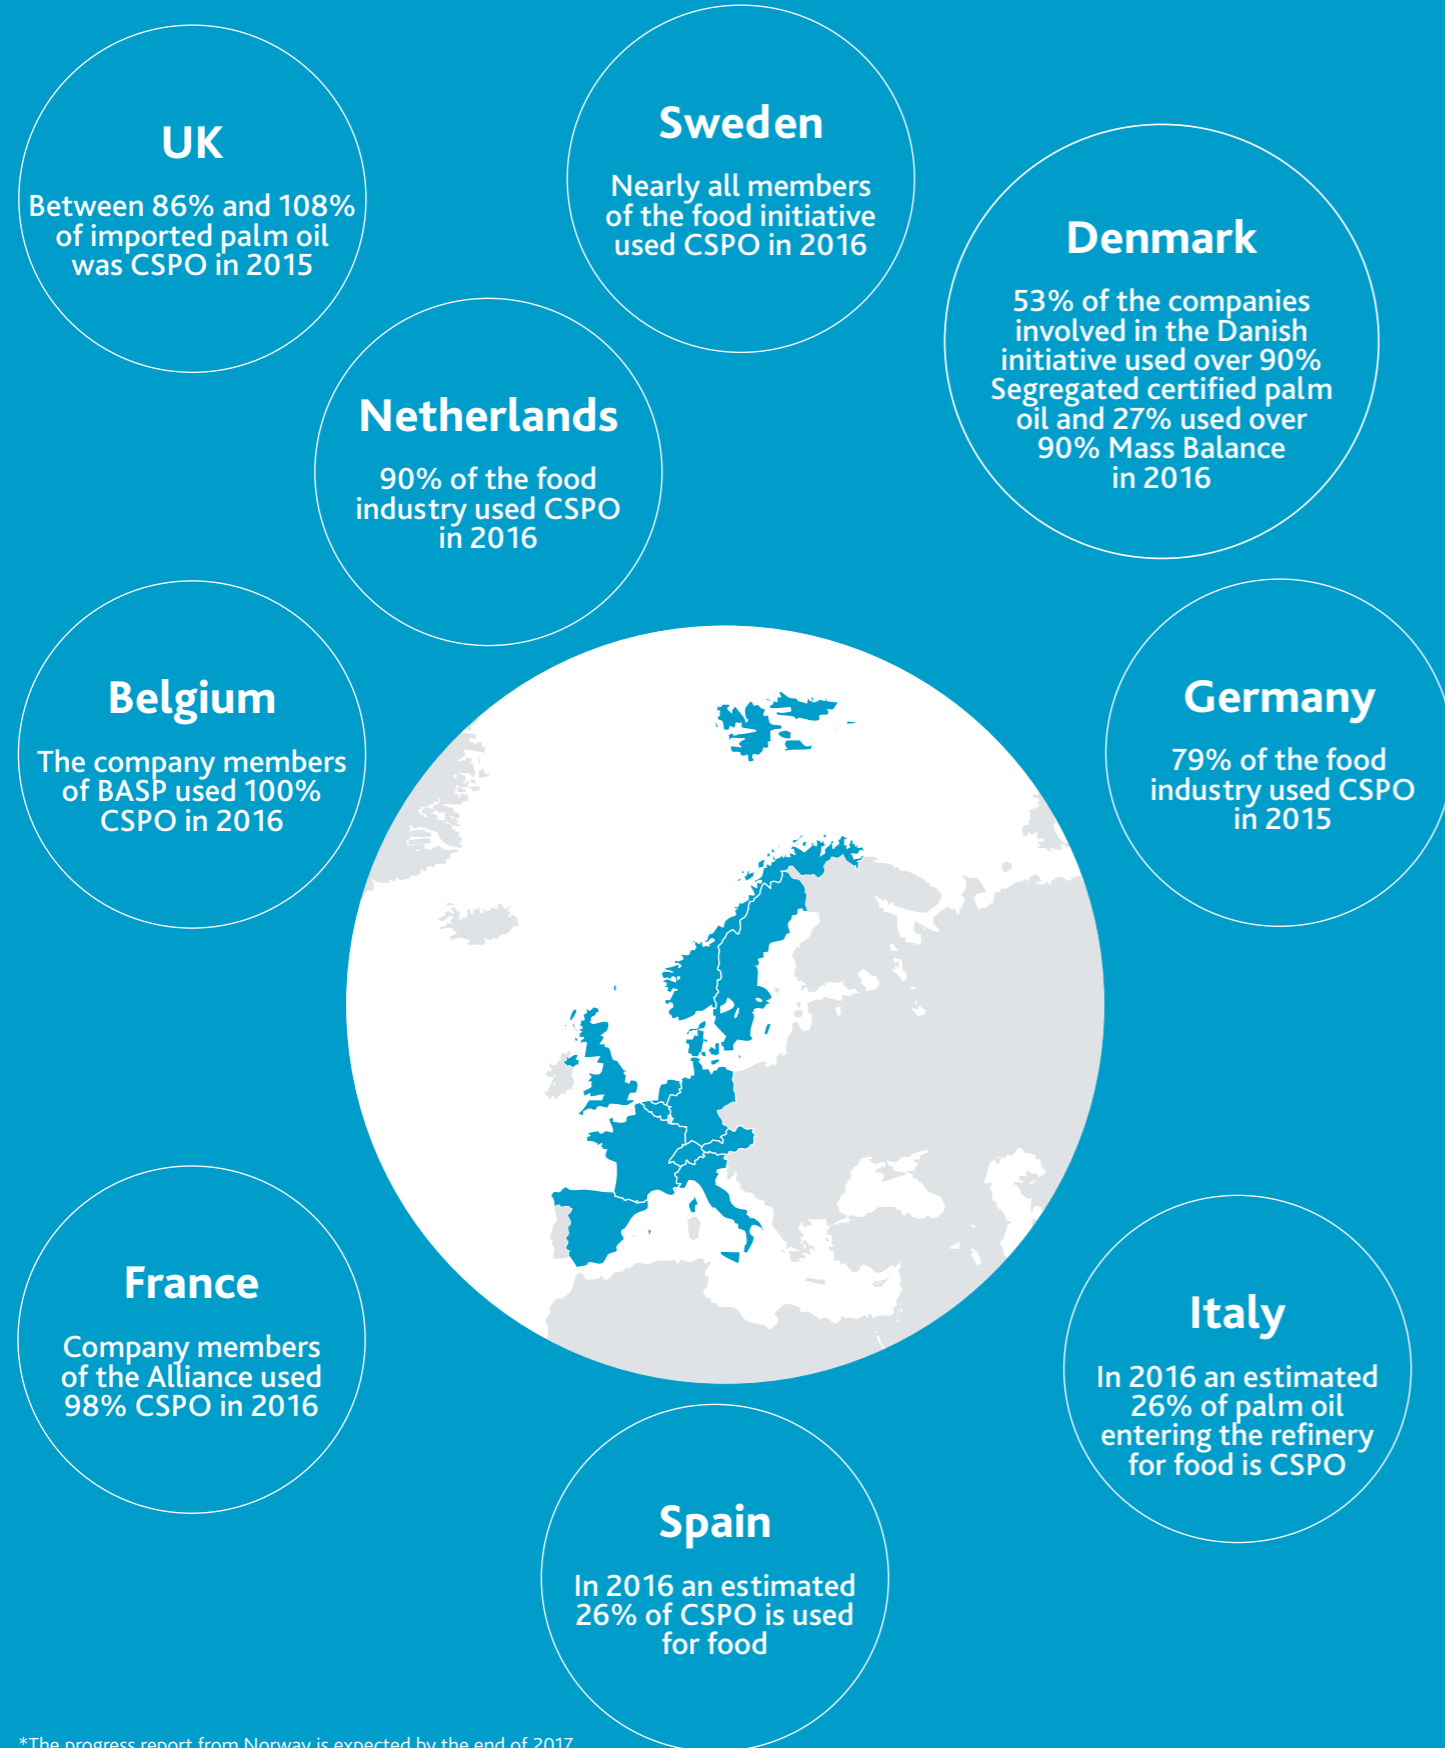 UK
Between 86% and 108%
of imported palm oil
was CSPO in 2015
Sweden
Nearly all members
of the food initiative
used CSPO in 2016
Denmark
53% of the companies
involved in the Danish
initiative used over 90%
Segregated certified palm
oil and 27% used over
90% Mass Balance
in 2016
Netherlands
90% of the food
industry used CSPO
in 2016
Belgium
The company members
of BASP used 100%
CSPO in 2016
Germany
79% of the food
industry used CSPO
in 2015
France
Company members
of the Alliance used
98% CSPO in 2016
Italy
In 2016 an estimated
26% of palm oil
entering the refinery
for food is CSPO
Spain
In 2016 an estimated
26% of CSPO is used
for food
*The progress report from Norway is expected by the end of 2017